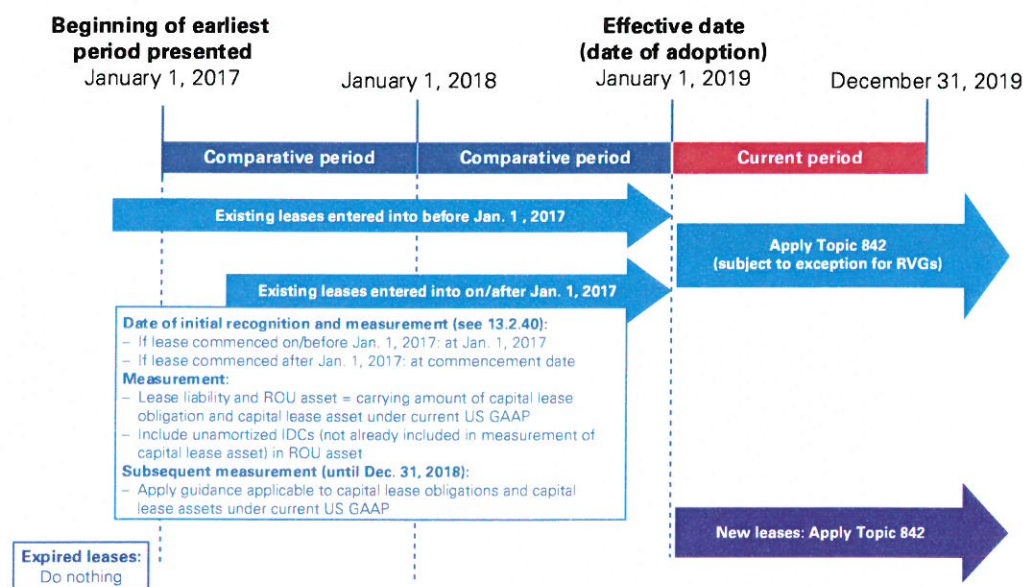 Beginning of earliest
period presented
January 1, 2017
January 1, 2018
Effective date
(date of adoption)
January 1, 2019
December 31, 2019
Comparative period
Comparative period
Current period
Existing leases entered into before Jan. 1 , 2017
Apply Topic 842
(subject to exception for RVGs)
Existing leases entered into on/after Jan. 1, 2017
Date of initial recognition and measurement (see 13.2.40):
– If lease commenced on/before Jan. 1, 2017: at Jan. 1, 2017
– If lease commenced after Jan. 1, 2017: at commencement date
Measurement:
– Lease liability and ROU asset = carrying amount of capital lease
obligation and capital lease asset under current US GAAP
– Include unamortized IDCs (not already included in measurement of
capital lease asset) in ROU asset
Subsequent measurement (until Dec. 31, 2018):
– Apply guidance applicable to capital lease obligations and capital
lease assets under current US GAAP
New leases: Apply Topic 842
Expired leases:
Do nothing